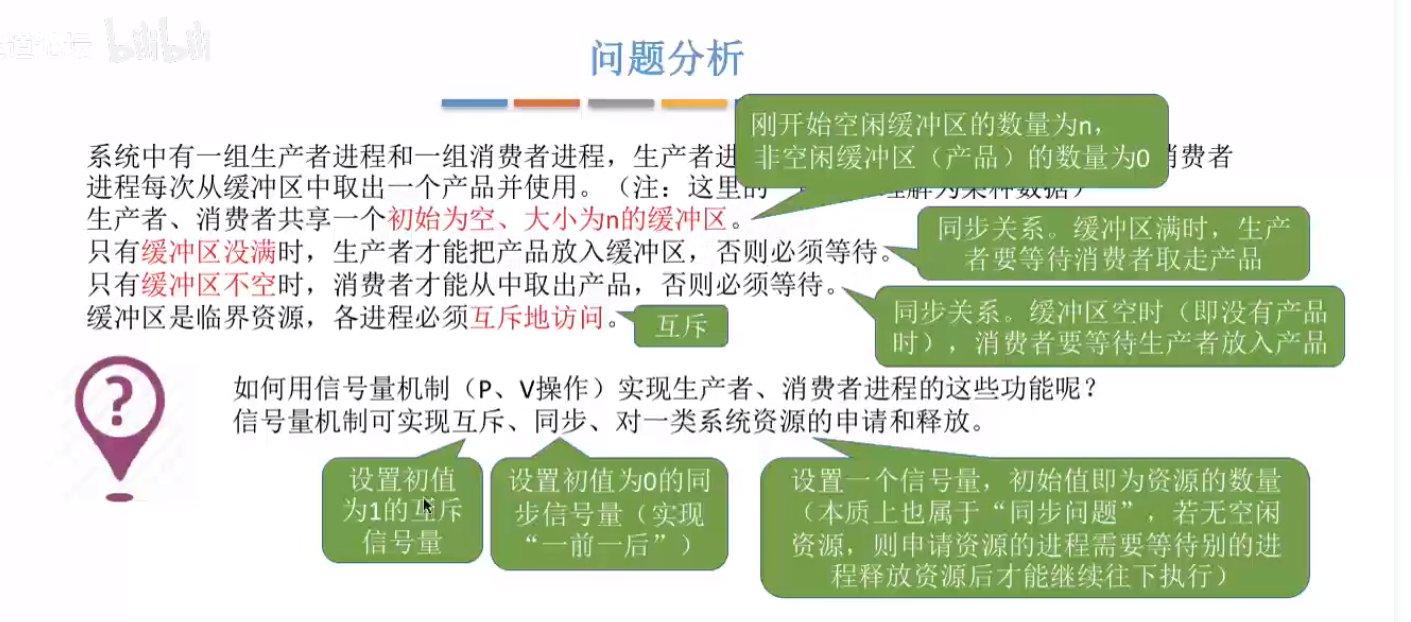 道论坛 bilibili
问题分析
刚开始空闲缓冲区的数量为n，
非空闲缓冲区（产品）的数量为0
系统中有一组生产者进程和一组消费者进程，生产者进 消费者
进程每次从缓冲区中取出一个产品并使用。（注：这里的 理解为某种数据）
生产者、消费者共享一个初始为空、大小为n的缓冲区。
只有缓冲区没满时，生产者才能把产品放入缓冲区，否则必须等待。
同步关系。缓冲区满时，生产
者要等待消费者取走产品
只有缓冲区不空时，消费者才能从中取出产品，否则必须等待。
同步关系。缓冲区空时（即没有产品
时），消费者要等待生产者放入产品
缓冲区是临界资源，各进程必须互斥地访问。
互斥
?
如何用信号量机制（P、V操作）实现生产者、消费者进程的这些功能呢？
信号量机制可实现互斥、同步、对一类系统资源的申请和释放。
设置初值
为1的互斥
信号量
设置初值为0的同
步信号量（实现
“一前一后”）
设置一个信号量，初始值即为资源的数量
（本质上也属于“同步问题”，若无空闲
资源，则申请资源的进程需要等待别的进
程释放资源后才能继续往下执行）